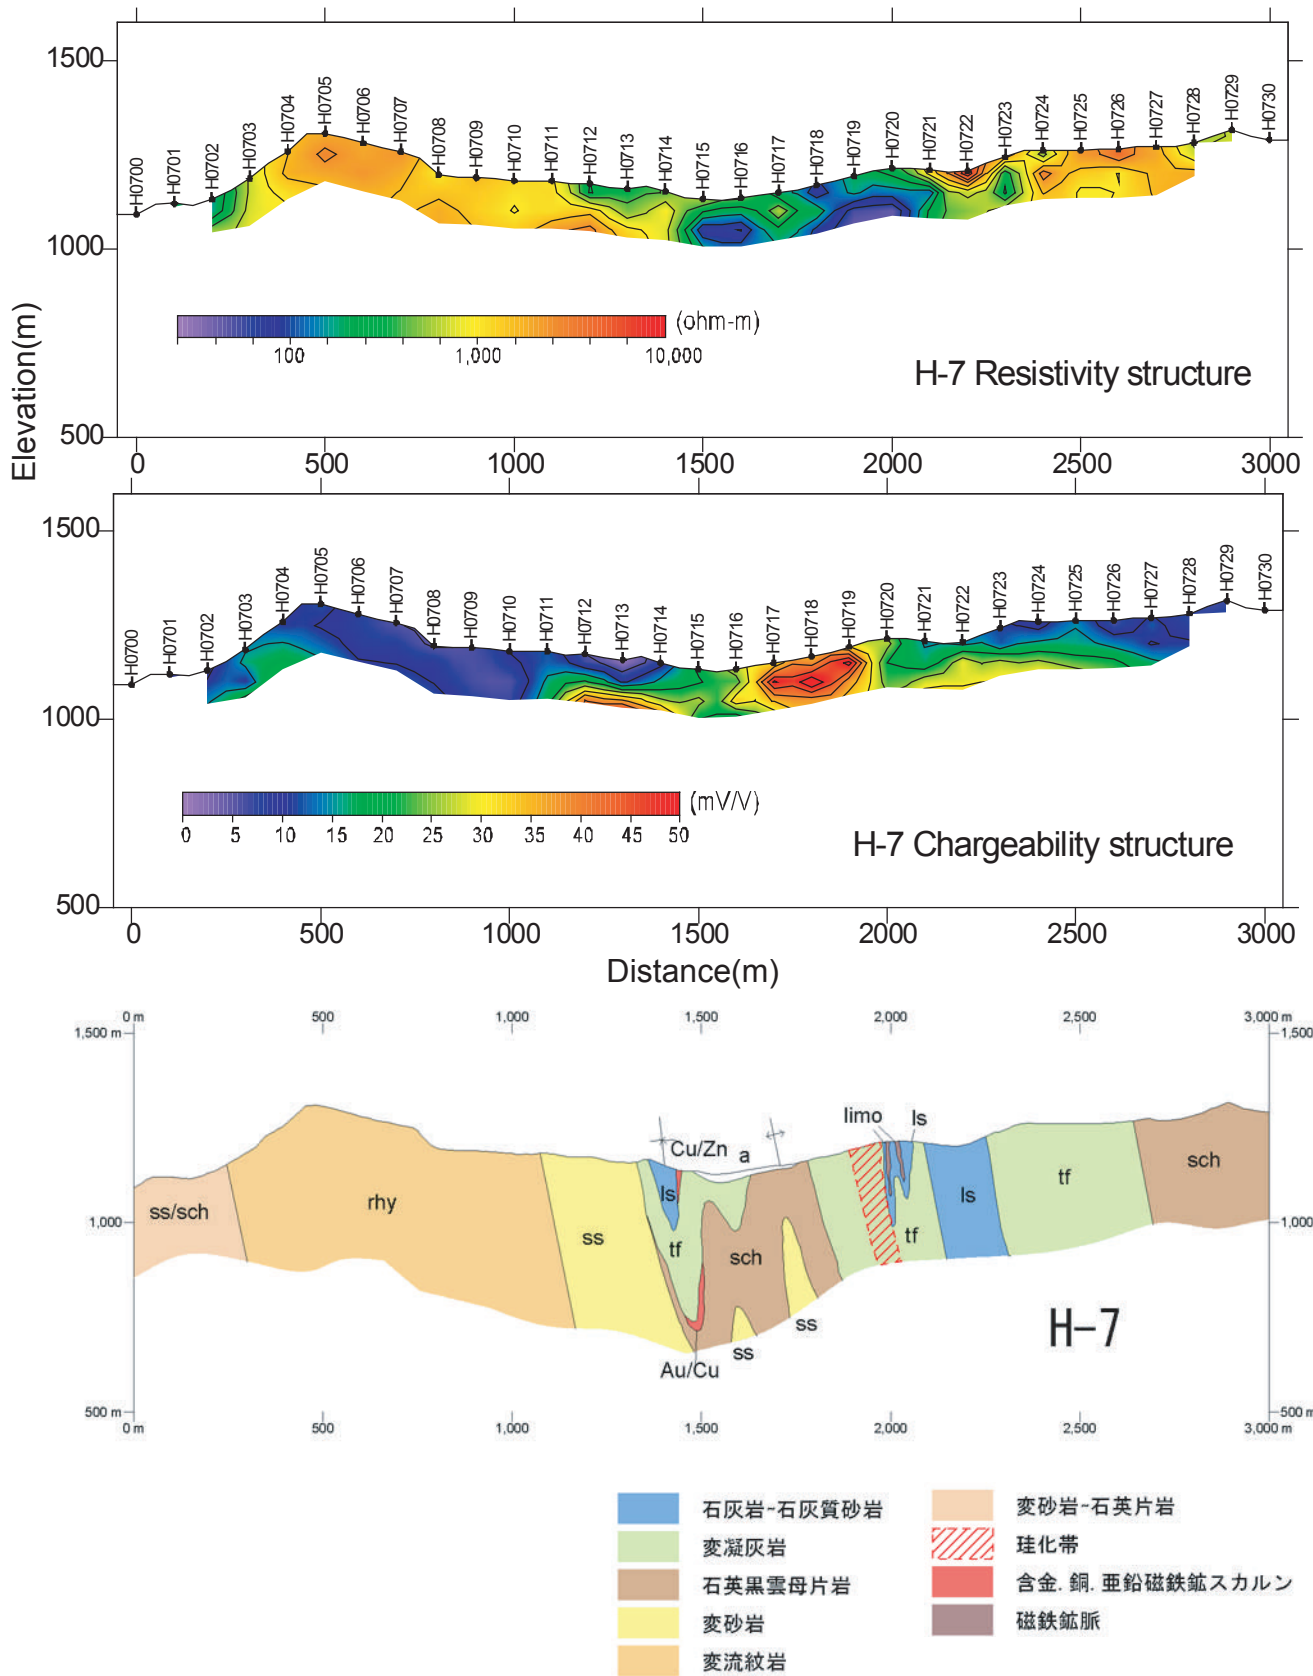 1500
1000
500
Elevation(m)
H0700 H0701 H0702 H0703 H0704 H0705 H0706 H0707 H0708 H0709 H0710 H0711 H0712 H0713 H0714 H0715 H0716 H0717 H0718 H0719 H0720 H0721 H0722 H0723 H0724 H0725 H0726 H0727 H0728 H0729 H0730
(ohm-m)
100 1,000 10,000
H-7 Resistivity structure
0 500 1000 1500 2000 2500 3000
1500
1000
500
H0700 H0701 H0702 H0703 H0704 H0705 H0706 H0707 H0708 H0709 H0710 H0711 H0712 H0713 H0714 H0715 H0716 H0717 H0718 H0719 H0720 H0721 H0722 H0723 H0724 H0725 H0726 H0727 H0728 H0729 H0730
(mV/V)
0 5 10 15 20 25 30 35 40 45 50
H-7 Chargeability structure
0 500 1000 1500 2000 2500 3000
Distance(m)
0 m 500 1,000 1,500 2,000 2,500 3,000 m
1,500 m 1,500
limo ls
Cu/Zn a
ss/sch rhy ss ls tf sch tf ls tf sch
1,000 1,000
ss ss
Au/Cu
H-7
500 m 500 m
0 m 500 1,000 1,500 2,000 2,500 3,000 m
石灰岩~石灰質砂岩
変凝灰岩
石英黒雲母片岩
変砂岩
変流紋岩
変砂岩~石英片岩
珪化帯
含金. 銅. 亜鉛磁鉄鉱スカルン
磁鉄鉱脈